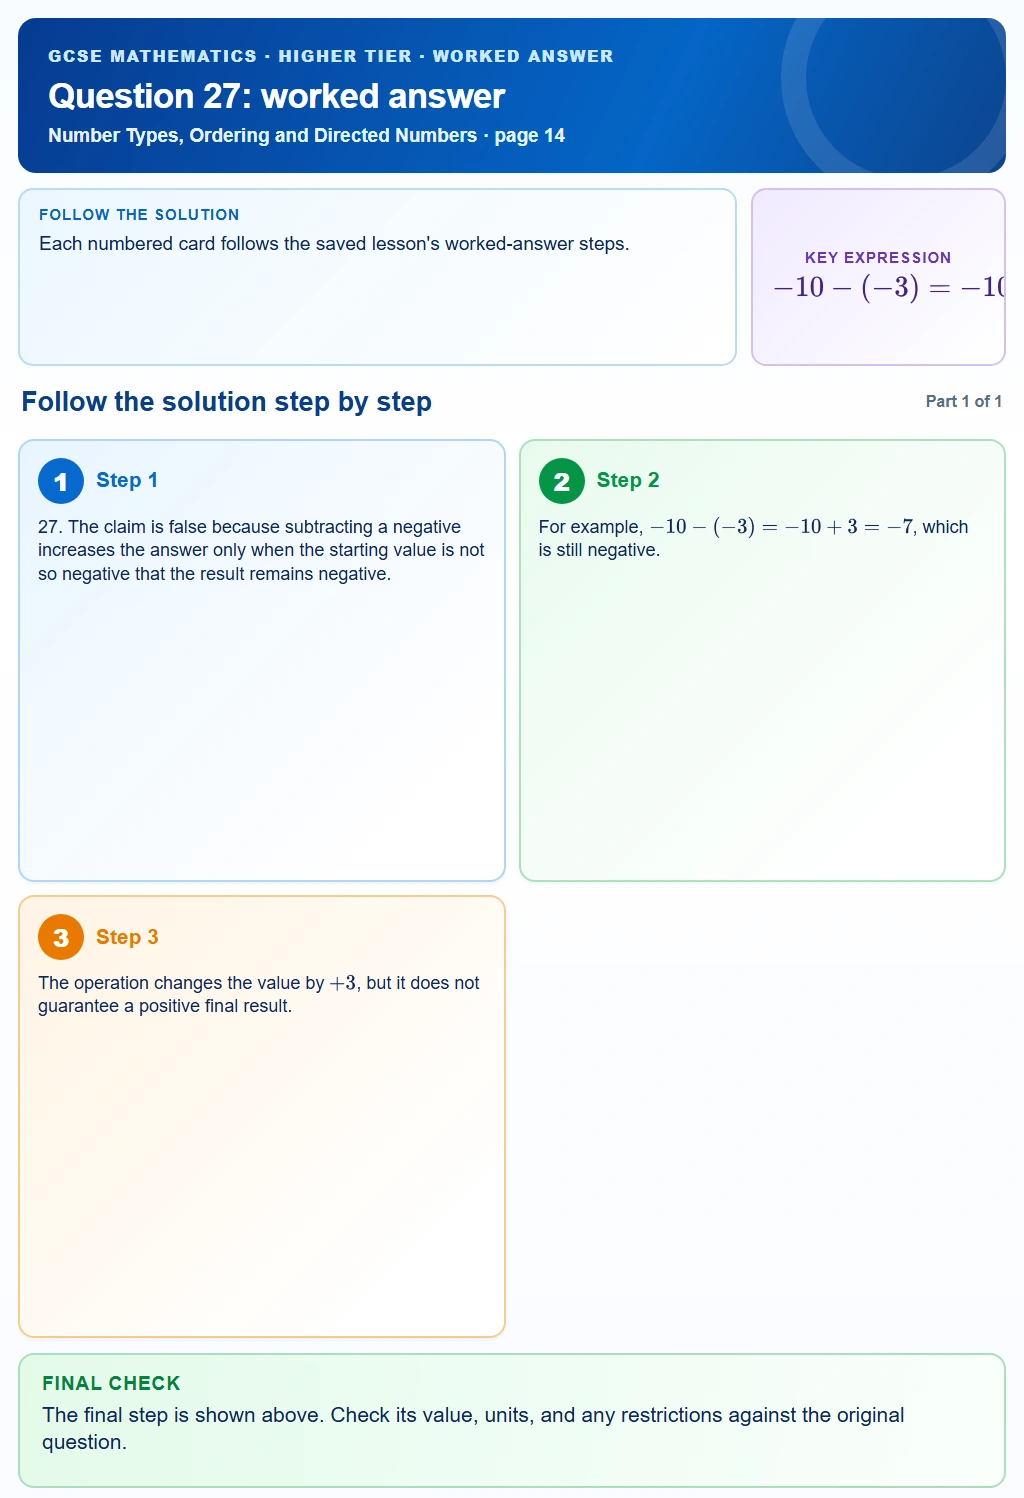 GCSE MATHEMATICS · HIGHER TIER · WORKED ANSWER
Question 27: worked answer
Number Types, Ordering and Directed Numbers · page 14
FOLLOW THE SOLUTION
Each numbered card follows the saved lesson's worked-answer steps.
KEY EXPRESSION
−10 − (−3) = −10
Follow the solution step by step
Part 1 of 1
1 Step 1
27. The claim is false because subtracting a negative
increases the answer only when the starting value is not
so negative that the result remains negative.
2 Step 2
For example, −10 − (−3) = −10 + 3 = −7, which
is still negative.
3 Step 3
The operation changes the value by +3, but it does not
guarantee a positive final result.
FINAL CHECK
The final step is shown above. Check its value, units, and any restrictions against the original
question.